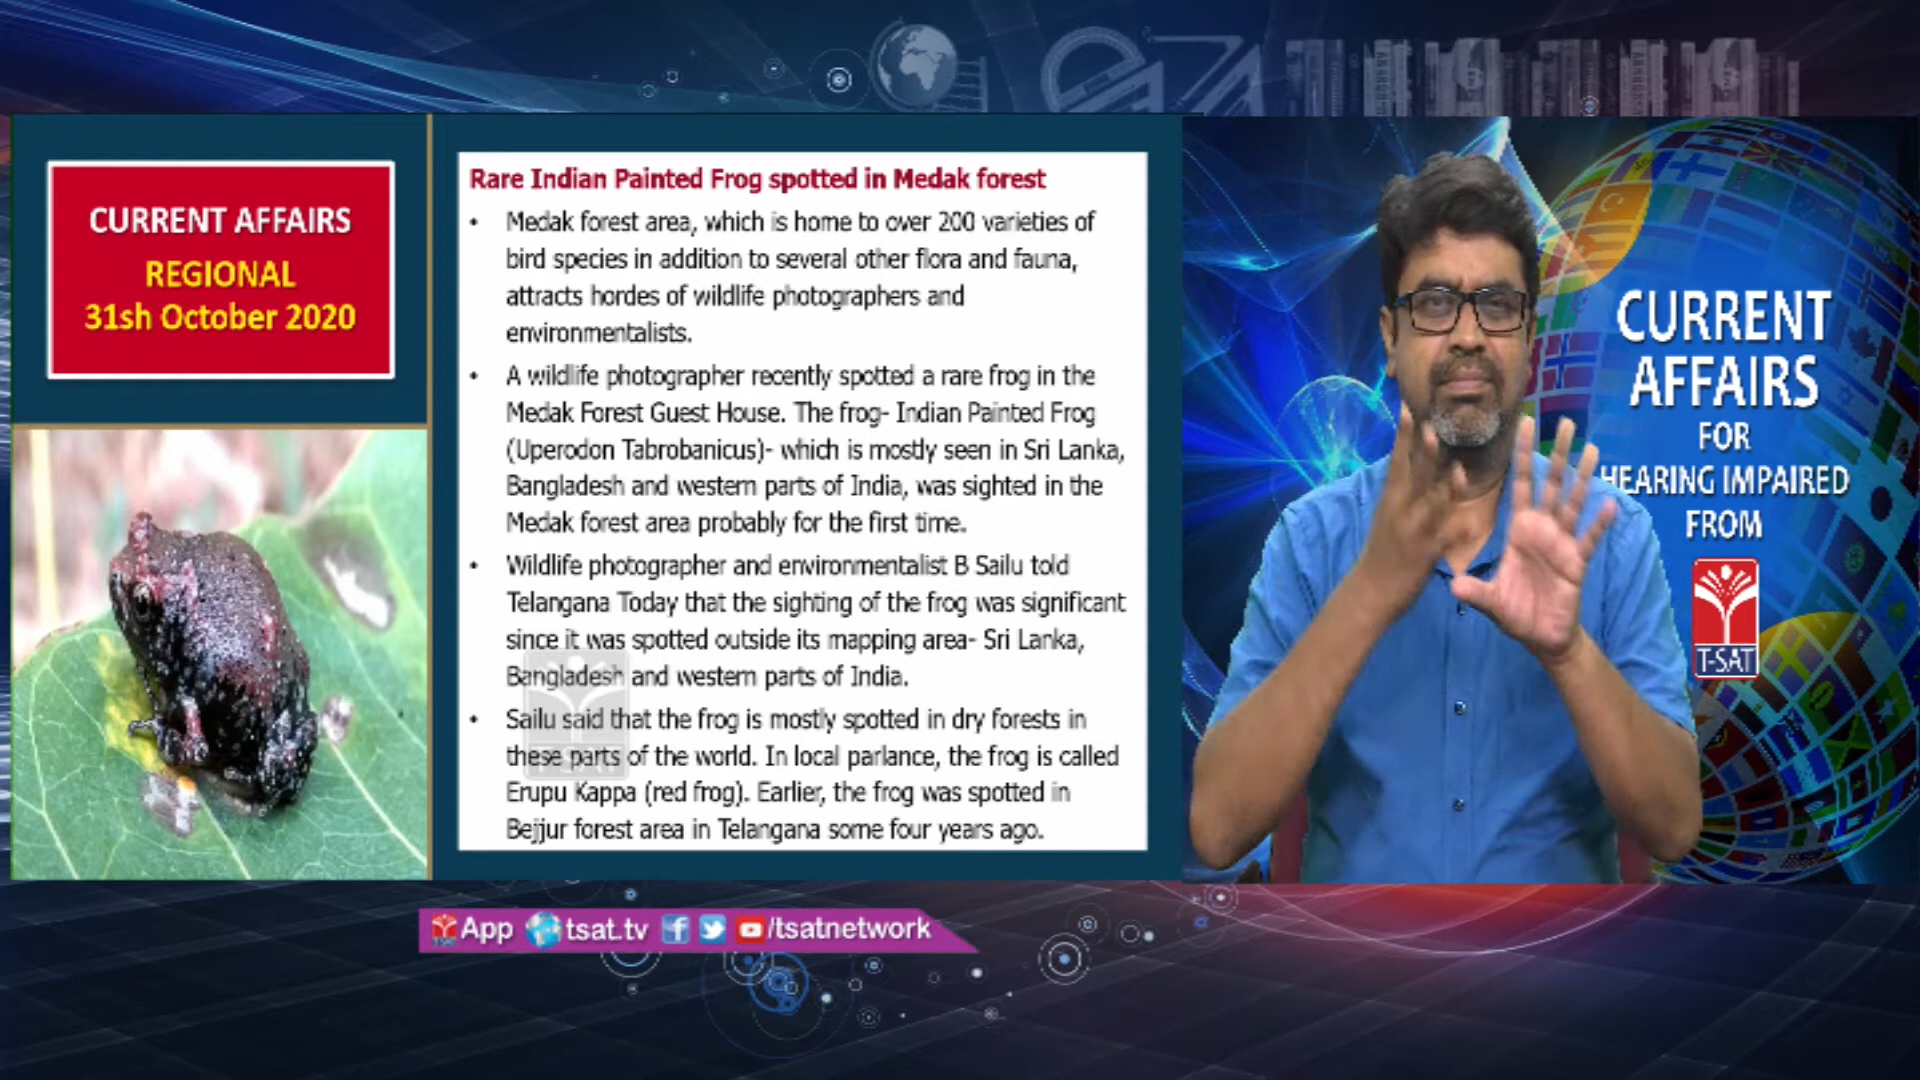 CURRENT AFFAIRS
REGIONAL
31sh October 2020
Rare Indian Painted Frog spotted in Medak forest
• Medak forest area, which is home to over 200 varieties of
bird species in addition to several other flora and fauna,
attracts hordes of wildlife photographers and
environmentalists.
• A wildlife photographer recently spotted a rare frog in the
Medak Forest Guest House. The frog- Indian Painted Frog
(Uperodon Tabrobanicus)- which is mostly seen in Sri Lanka,
Bangladesh and western parts of India, was sighted in the
Medak forest area probably for the first time.
• Wildlife photographer and environmentalist B Sailu told
Telangana Today that the sighting of the frog was significant
since it was spotted outside its mapping area- Sri Lanka,
Bangladesh and western parts of India.
• Sailu said that the frog is mostly spotted in dry forests in
these parts of the world. In local parlance, the frog is called
Erupu Kappa (red frog). Earlier, the frog was spotted in
Bejjur forest area in Telangana some four years ago.
T-SAT
CURRENT
AFFAIRS
FOR
HEARING IMPAIRED
FROM
T-SAT
App tsat.tv /tsatnetwork